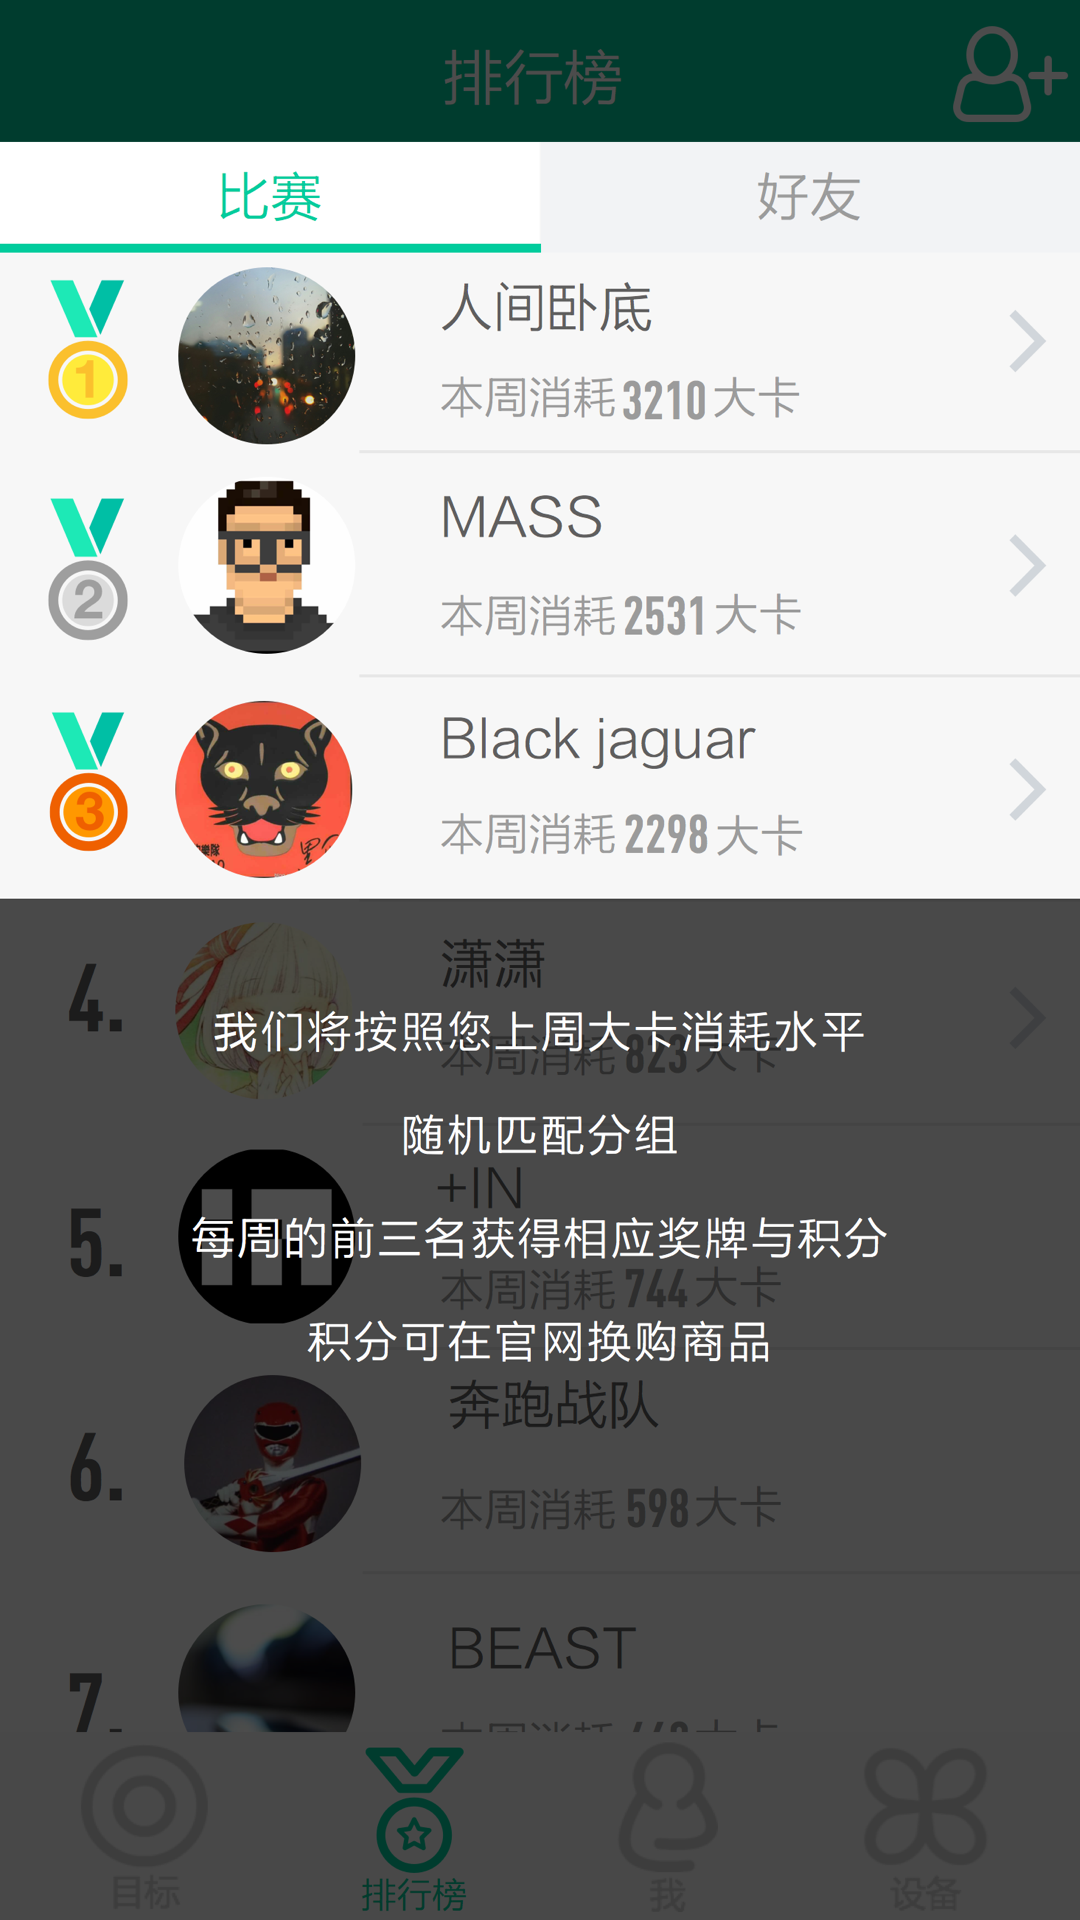 排行榜
比赛
好友
1
人间卧底
本周消耗 3210 大卡
2
MASS
本周消耗 2531 大卡
3
Black jaguar
本周消耗 2298 大卡
4.
潇潇
我们将按照您上周大卡消耗水平
本周消耗 823 大卡
随机匹配分组
5.
+IN
每周的前三名获得相应奖牌与积分
本周消耗 744 大卡
积分可在官网换购商品
6.
奔跑战队
本周消耗 598 大卡
7.
BEAST
本周消耗
大卡
目标
排行榜
我
设备